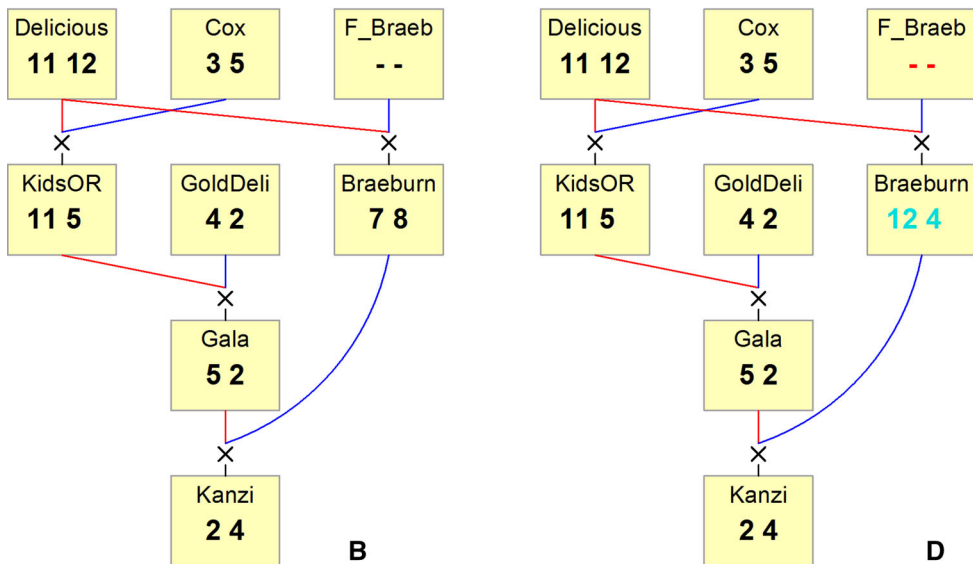 Delicious
11 12
Cox
3 5
F_Braeb
- -
KidsOR
11 5
GoldDeli
4 2
Braeburn
7 8
Gala
5 2
Kanzi
2 4
B
Delicious
11 12
Cox
3 5
F_Braeb
- -
KidsOR
11 5
GoldDeli
4 2
Braeburn
12 4
Gala
5 2
Kanzi
2 4
D